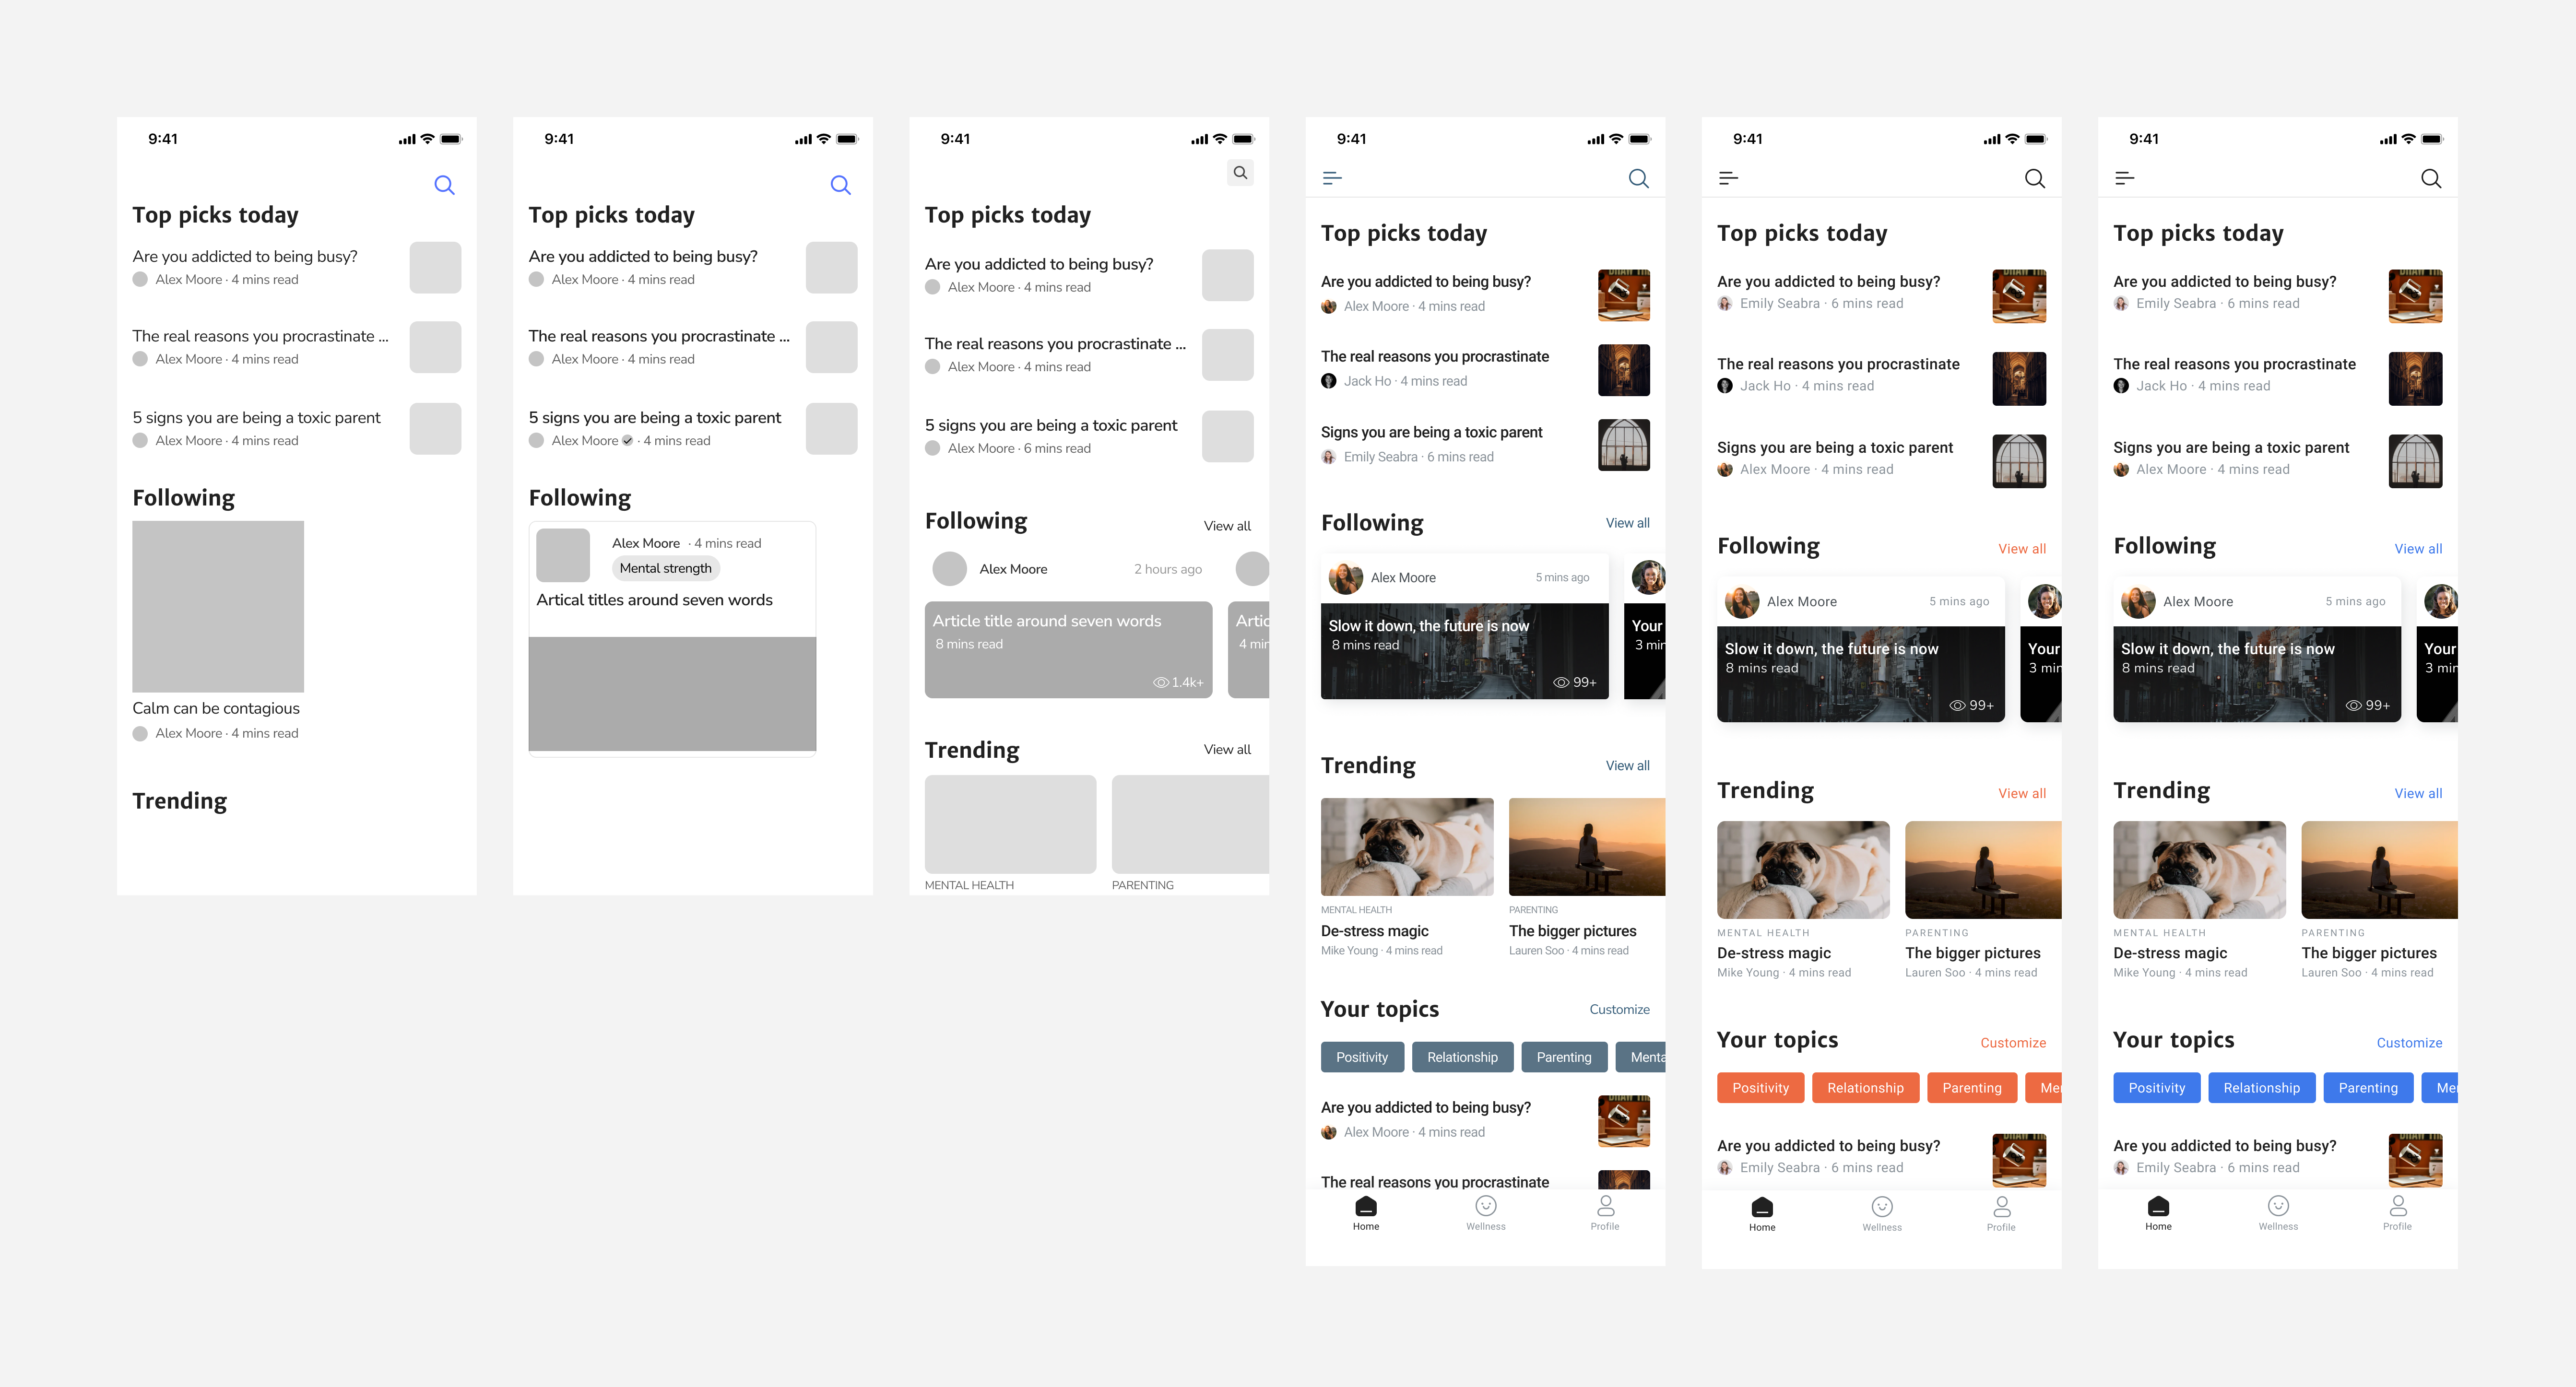 9:41
Top picks today
Are you addicted to being busy?
Alex Moore · 4 mins read
The real reasons you procrastinate ...
Alex Moore · 4 mins read
5 signs you are being a toxic parent
Alex Moore · 4 mins read
Following
Calm can be contagious
Alex Moore · 4 mins read
Trending
9:41
Top picks today
Are you addicted to being busy?
Alex Moore · 4 mins read
The real reasons you procrastinate ...
Alex Moore · 4 mins read
5 signs you are being a toxic parent
Alex Moore · 4 mins read
Following
Alex Moore · 4 mins read
Mental strength
Artical titles around seven words
9:41
Top picks today
Are you addicted to being busy?
Alex Moore · 4 mins read
The real reasons you procrastinate ...
Alex Moore · 4 mins read
5 signs you are being a toxic parent
Alex Moore · 6 mins read
Following View all
Alex Moore 2 hours ago
Article title around seven words Artic
8 mins read 4 min
1.4k+
Trending View all
MENTAL HEALTH PARENTING
9:41
Top picks today
Are you addicted to being busy?
Alex Moore · 4 mins read
The real reasons you procrastinate
Jack Ho · 4 mins read
Signs you are being a toxic parent
Emily Seabra · 6 mins read
Following View all
Alex Moore 5 mins ago
Slow it down, the future is now Your
8 mins read 3 min
99+
Trending View all
MENTAL HEALTH PARENTING
De-stress magic The bigger pictures
Mike Young · 4 mins read Lauren Soo · 4 mins read
Your topics Customize
Positivity Relationship Parenting Menta
Are you addicted to being busy?
Alex Moore · 4 mins read
The real reasons you procrastinate
Home Wellness Profile
9:41
Top picks today
Are you addicted to being busy?
Emily Seabra · 6 mins read
The real reasons you procrastinate
Jack Ho · 4 mins read
Signs you are being a toxic parent
Alex Moore · 4 mins read
Following View all
Alex Moore 5 mins ago
Slow it down, the future is now Your
8 mins read 3 min
99+
Trending View all
MENTAL HEALTH PARENTING
De-stress magic The bigger pictures
Mike Young · 4 mins read Lauren Soo · 4 mins read
Your topics Customize
Positivity Relationship Parenting Me
Are you addicted to being busy?
Emily Seabra · 6 mins read
Home Wellness Profile
9:41
Top picks today
Are you addicted to being busy?
Emily Seabra · 6 mins read
The real reasons you procrastinate
Jack Ho · 4 mins read
Signs you are being a toxic parent
Alex Moore · 4 mins read
Following View all
Alex Moore 5 mins ago
Slow it down, the future is now Your
8 mins read 3 min
99+
Trending View all
MENTAL HEALTH PARENTING
De-stress magic The bigger pictures
Mike Young · 4 mins read Lauren Soo · 4 mins read
Your topics Customize
Positivity Relationship Parenting Me
Are you addicted to being busy?
Emily Seabra · 6 mins read
Home Wellness Profile